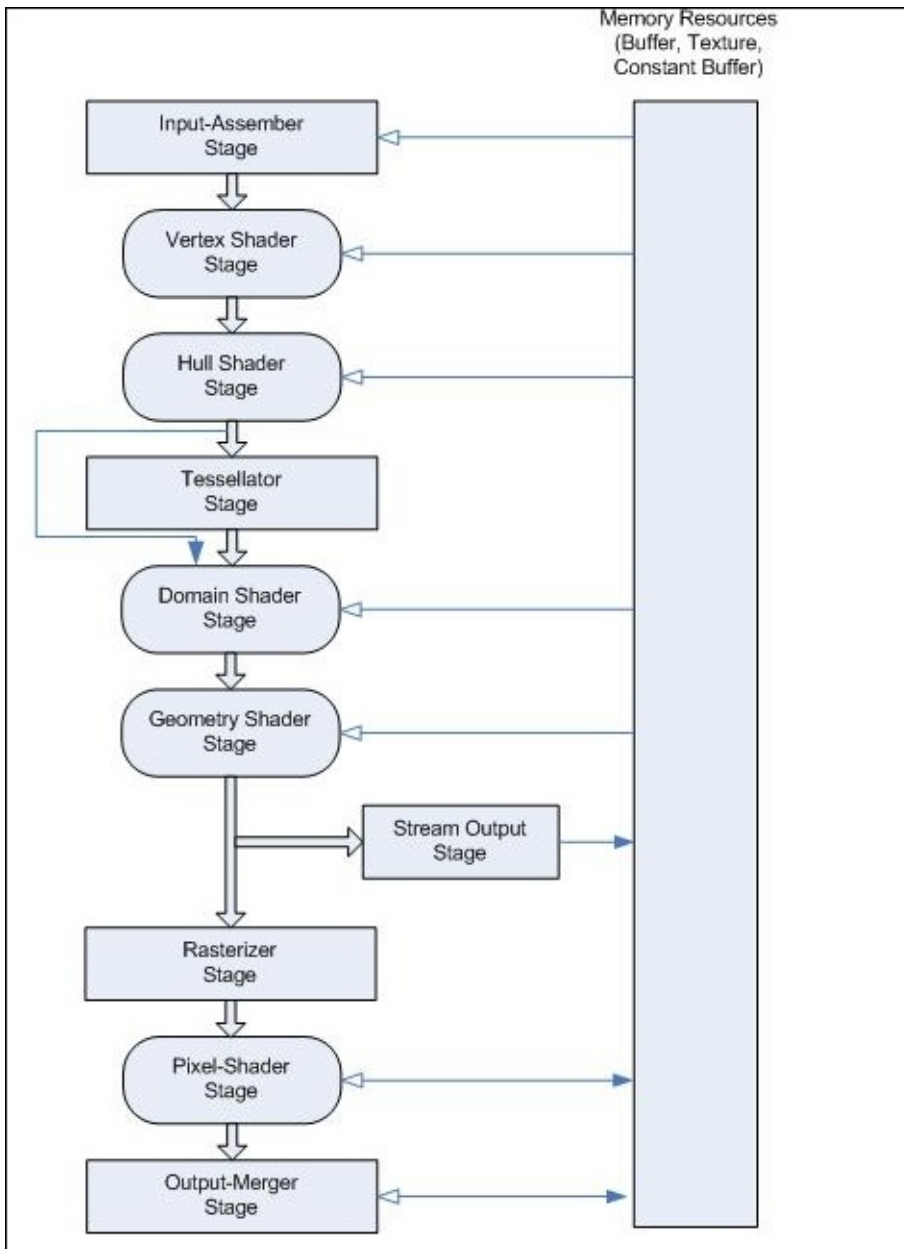 Memory Resources
(Buffer, Texture,
Constant Buffer)
Input-Assember
Stage
Vertex Shader
Stage
Hull Shader
Stage
Tessellator
Stage
Domain Shader
Stage
Geometry Shader
Stage
Stream Output
Stage
Rasterizer
Stage
Pixel-Shader
Stage
Output-Merger
Stage